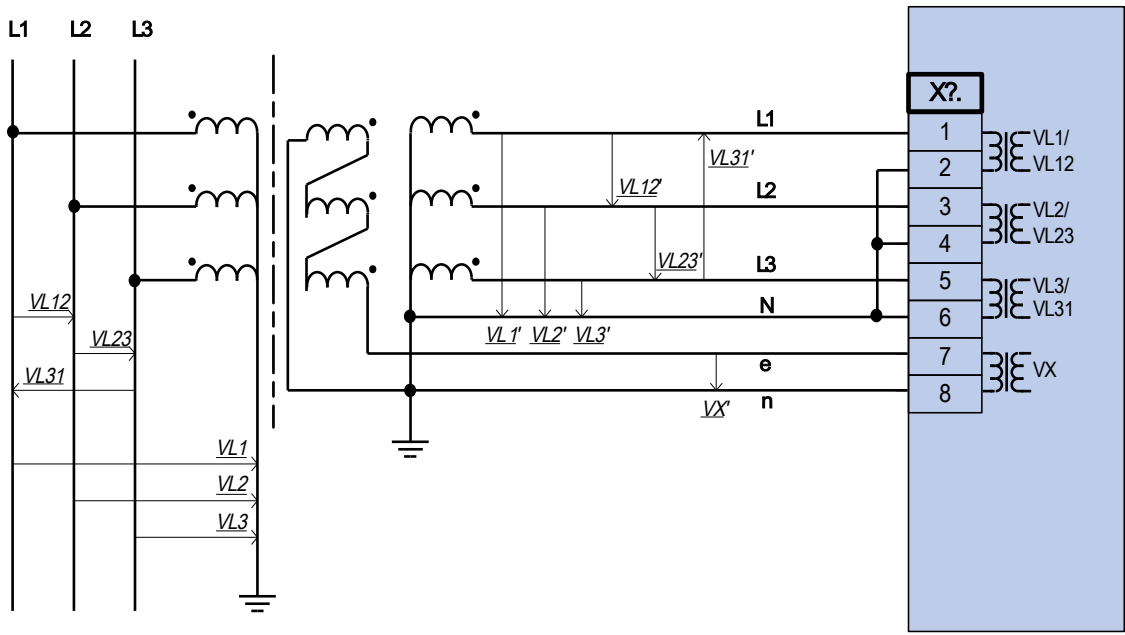 L1 L2 L3
X?.
L1
1
VL1/
VL12
VL31'
2
VL12'
L2
3
VL2/
VL23
4
VL23'
L3
5
VL3/
VL31
VL12
N
6
VL23
VL1' VL2' VL3'
7
e
VX
VL31
8
VX'
n
VL1
VL2
VL3